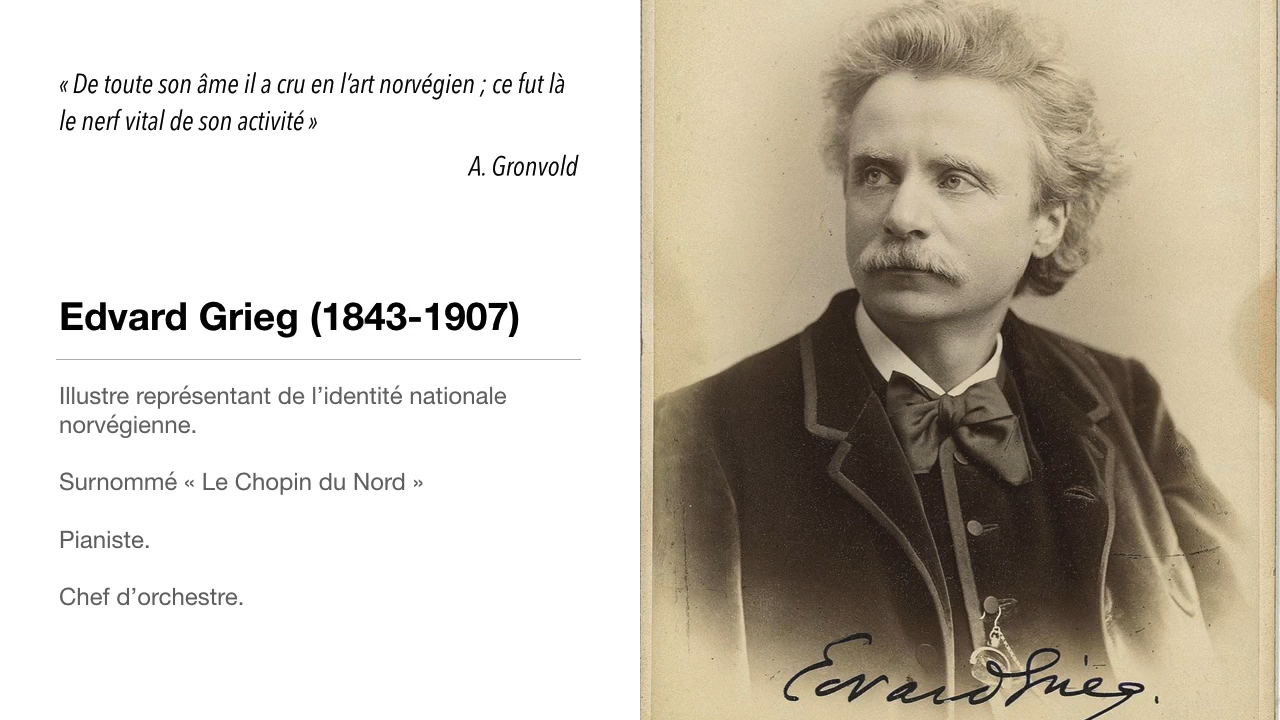 « De toute son âme il a cru en l’art norvégien ; ce fut là
le nerf vital de son activité »
A. Gronvold
Edvard Grieg (1843-1907)
Illustre représentant de l’identité nationale
norvégienne.
Surnommé « Le Chopin du Nord »
Pianiste.
Chef d’orchestre.
Edvard Grieg.